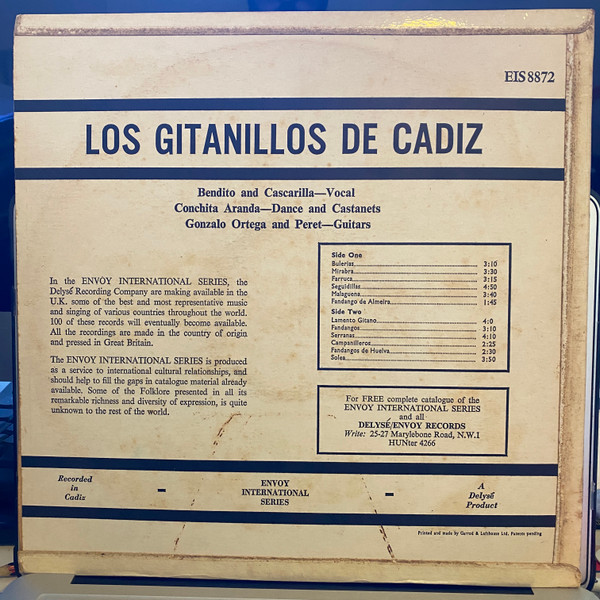 EIS 8872
LOS GITANILLOS DE CADIZ
Bendito and Cascarilla—Vocal
Conchita Aranda—Dance and Castanets
Gonzalo Ortega and Peret—Guitars
In the ENVOY INTERNATIONAL SERIES, the
Delysé Recording Company are making available in the
U.K. some of the best and most representative music
and singing of various countries throughout the world.
100 of these records will eventually become available.
All the recordings are made in the country of origin
and pressed in Great Britain.
The ENVOY INTERNATIONAL SERIES is produced
as a service to international cultural relationships, and
should help to fill the gaps in catalogue material already
available. Some of the Folklore presented in all its
remarkable richness and diversity of expression, is quite
unknown to the rest of the world.
Side One
Bulerias 3:10
Mirabra 3:30
Farruca 3:15
Seguidillas 4:50
Malaguena 3:40
Fandango de Almeira 1:45
Side Two
Lamento Gitano 4:0
Fandangos 3:10
Serranas 4:10
Campanilleros 2:25
Fandangos de Huelva 2:30
Solea 3:50
For FREE complete catalogue of the
ENVOY INTERNATIONAL SERIES
and all
DELYSÉ/ENVOY RECORDS
Write: 25-27 Marylebone Road, N.W.1
HUNter 4266
Recorded
in
Cadiz
-
ENVOY
INTERNATIONAL
SERIES
-
A
Delysé
Product
Printed and made by Garrod & Lofthouse Ltd. Patents pending